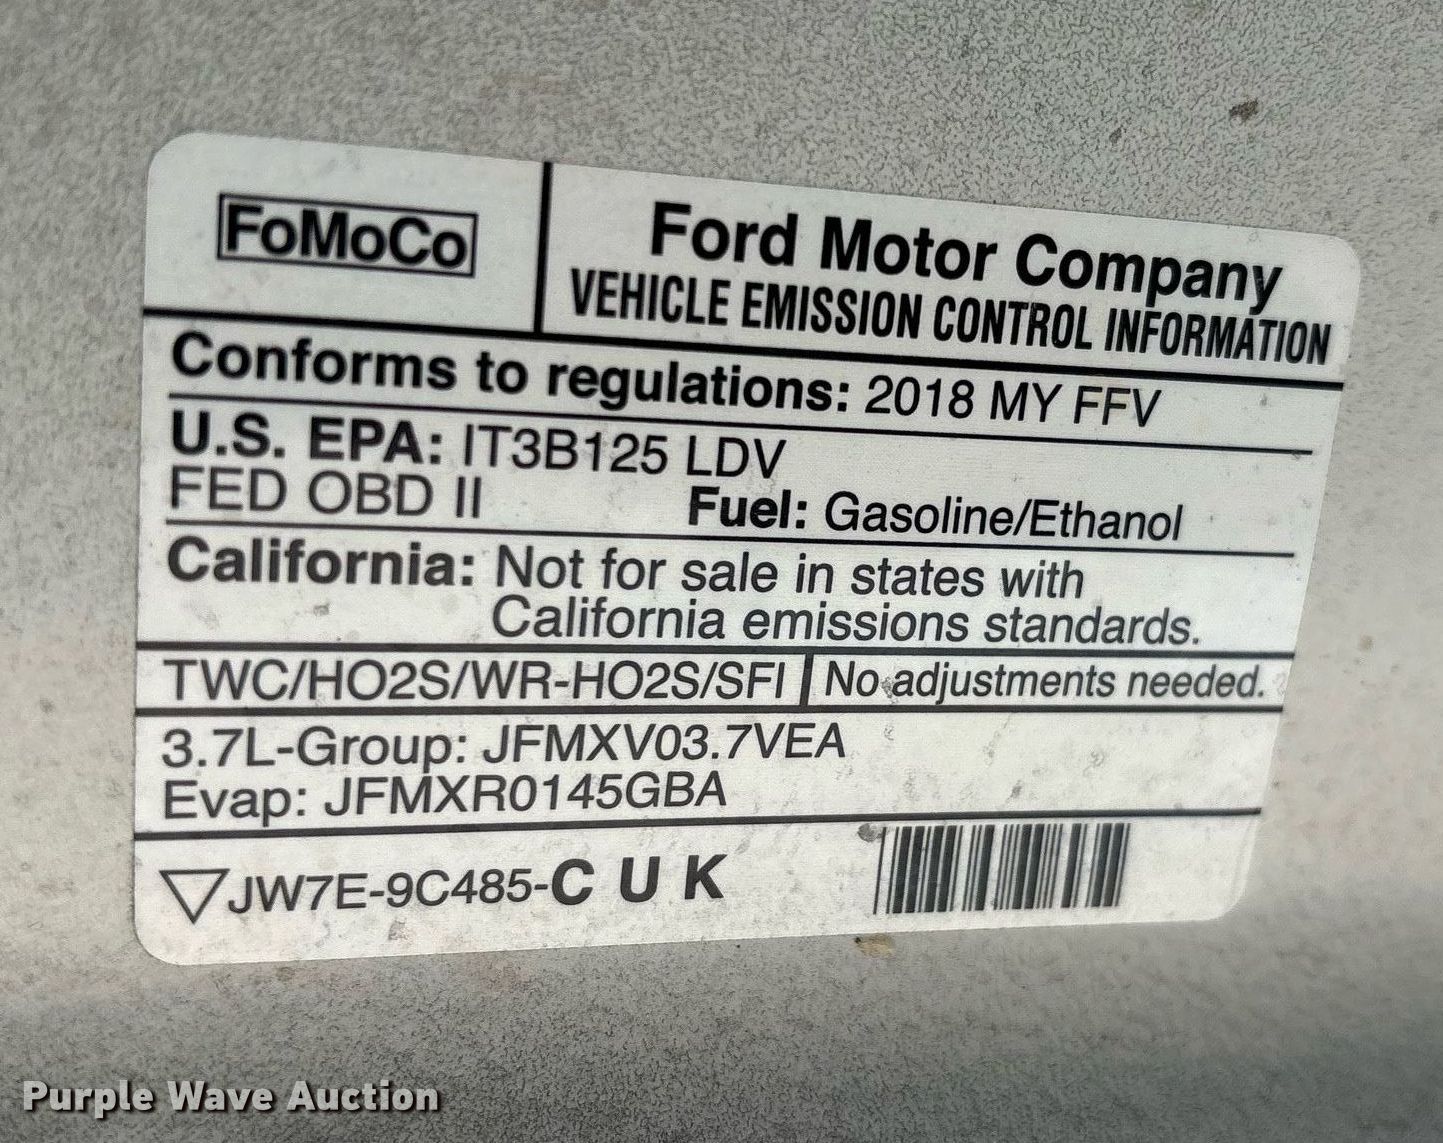 FoMoCo
Ford Motor Company
VEHICLE EMISSION CONTROL INFORMATION
Conforms to regulations: 2018 MY FFV
U.S. EPA: IT3B125 LDV
FED OBD II Fuel: Gasoline/Ethanol
California: Not for sale in states with
California emissions standards.
TWC/HO2S/WR-HO2S/SFI No adjustments needed.
3.7L-Group: JFMXV03.7VEA
Evap: JFMXR0145GBA
JW7E-9C485-C U K
Purple Wave Auction